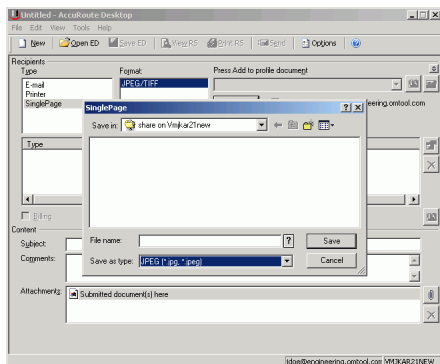 Untitled - AccuRoute Desktop
File Edit View Tools Help
New Open ED Save ED View RS Print RS Send Options
Recipients
Type Format Press Add to profile document
E-mail JPEG/TIFF
Printer
SinglePage
eering.omtool.com
SinglePage
Save in: share on Vmjkar21new
Type
Billing
Content
File name: Save
Save as type: JPEG (*.jpg, *.jpeg) Cancel
Subject:
Comments:
Attachments: Submitted document(s) here
jdoe@engineering.omtool.com VMJKAR21NEW